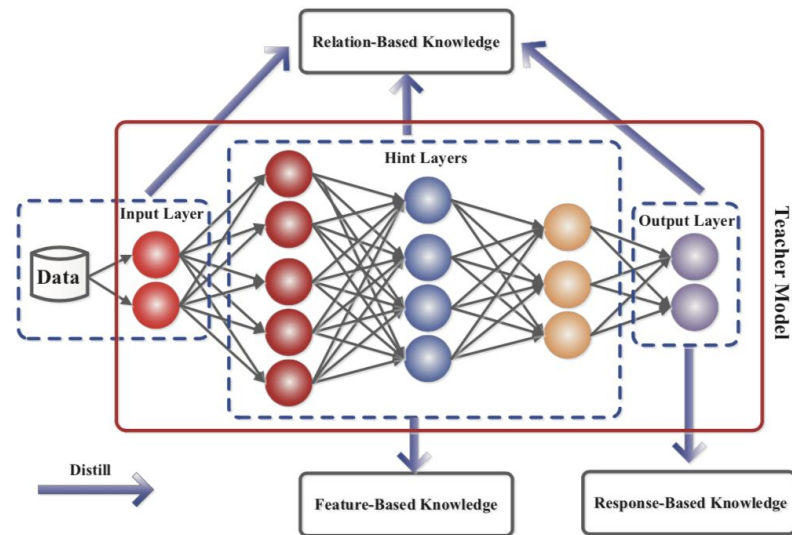 Relation-Based Knowledge
Hint Layers
Input Layer
Output Layer
Data
Teacher Model
Distill
Feature-Based Knowledge
Response-Based Knowledge